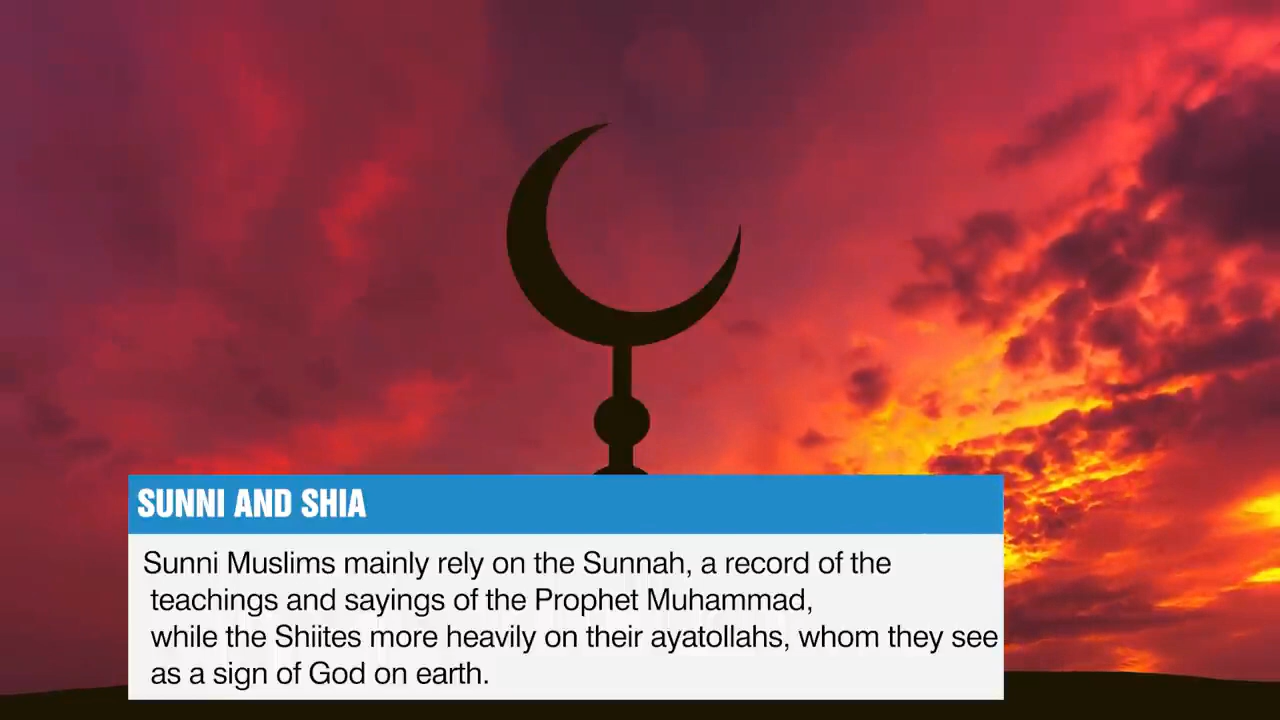 SUNNI AND SHIA
Sunni Muslims mainly rely on the Sunnah, a record of the
teachings and sayings of the Prophet Muhammad,
while the Shiites more heavily on their ayatollahs, whom they see
as a sign of God on earth.